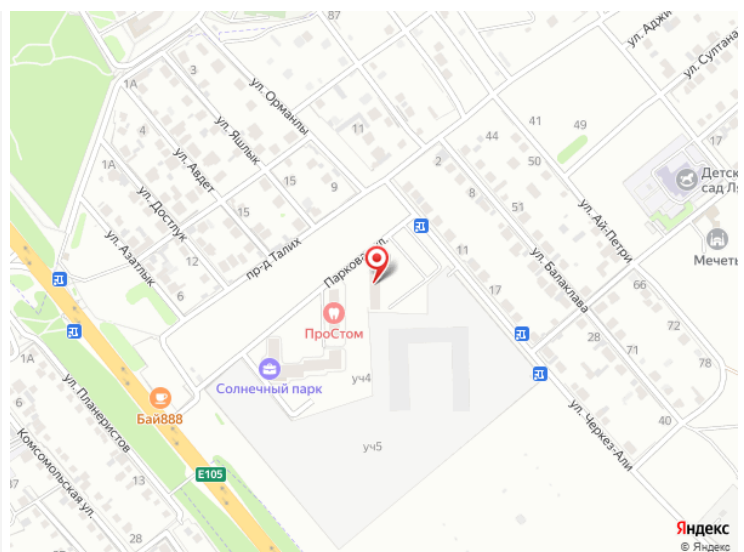 87
ул. Аджи
3
1А
ул. Орманлы
ул. Султана
ул. Яшлык
11
41
44
49
4
17
1А
ул. Авдет
2
50
Детск
сад Ля
15
15
9
8
ул. Достлук
51
ул. Ай-Петри
ул. Азатлык
12
пр-д Талих
Парковая ул.
11
ул. Балаклава
Мечеть
6
17
66
ПроСтом
28
72
71
1А
Солнечный парк
уч4
78
ул. Планеристов
Бай888
6
40
уч5
ул. Черкез-Али
Комсомольская ул.
13
E105
Яндекс
© Яндекс